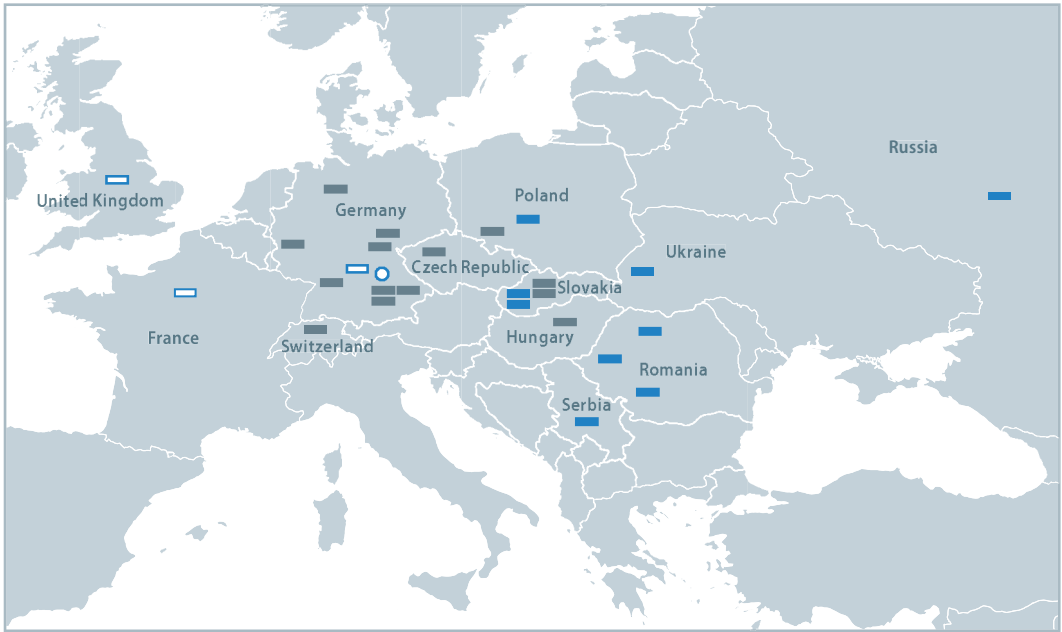 Russia
Poland
United Kingdom
Germany
Ukraine
Czech Republic
Slovakia
France
Hungary
Switzerland
Romania
Serbia